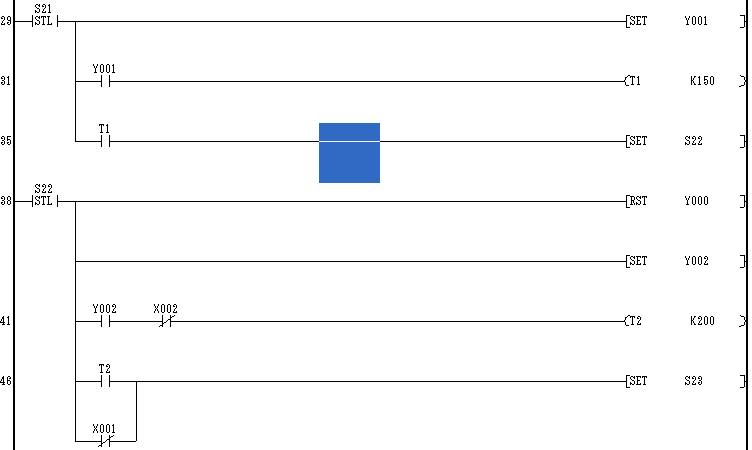 S21
29 STL SET Y001
Y001
31 T1 K150
T1
35 SET S22
S22
38 STL RST Y000
SET Y002
Y002 X002
41 T2 K200
T2
46 SET S23
X001